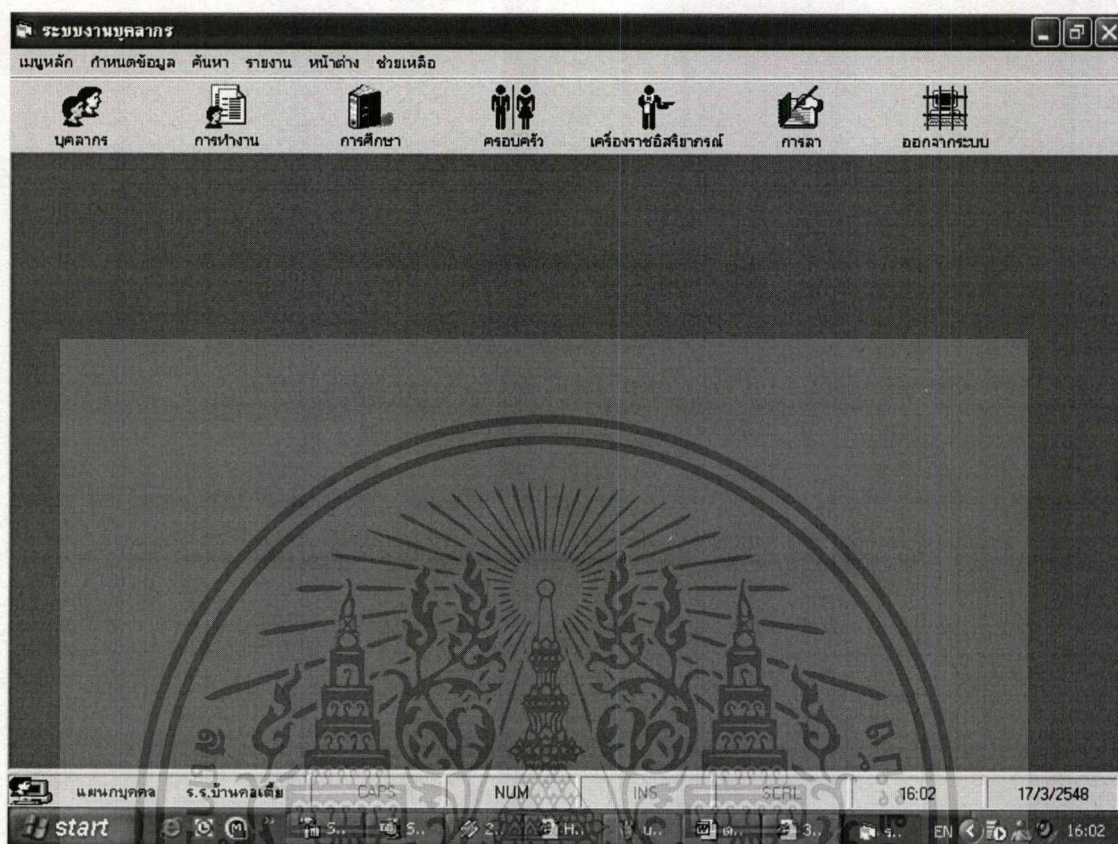 ระบบงานบุคลากร
เมนูหลัก กำหนดข้อมูล ค้นหา รายงาน หน้าต่าง ช่วยเหลือ
บุคลากร การทำงาน การศึกษา ครอบครัว เครื่องราชอิสริยาภรณ์ การลา ออกจากระบบ
แผนกบุคคล ร.ร.บ้านคลเตี้ย CAPS NUM INS SCRL 16:02 17/3/2548
start S.. S.. 2.. H.. 3.. EN 16:02